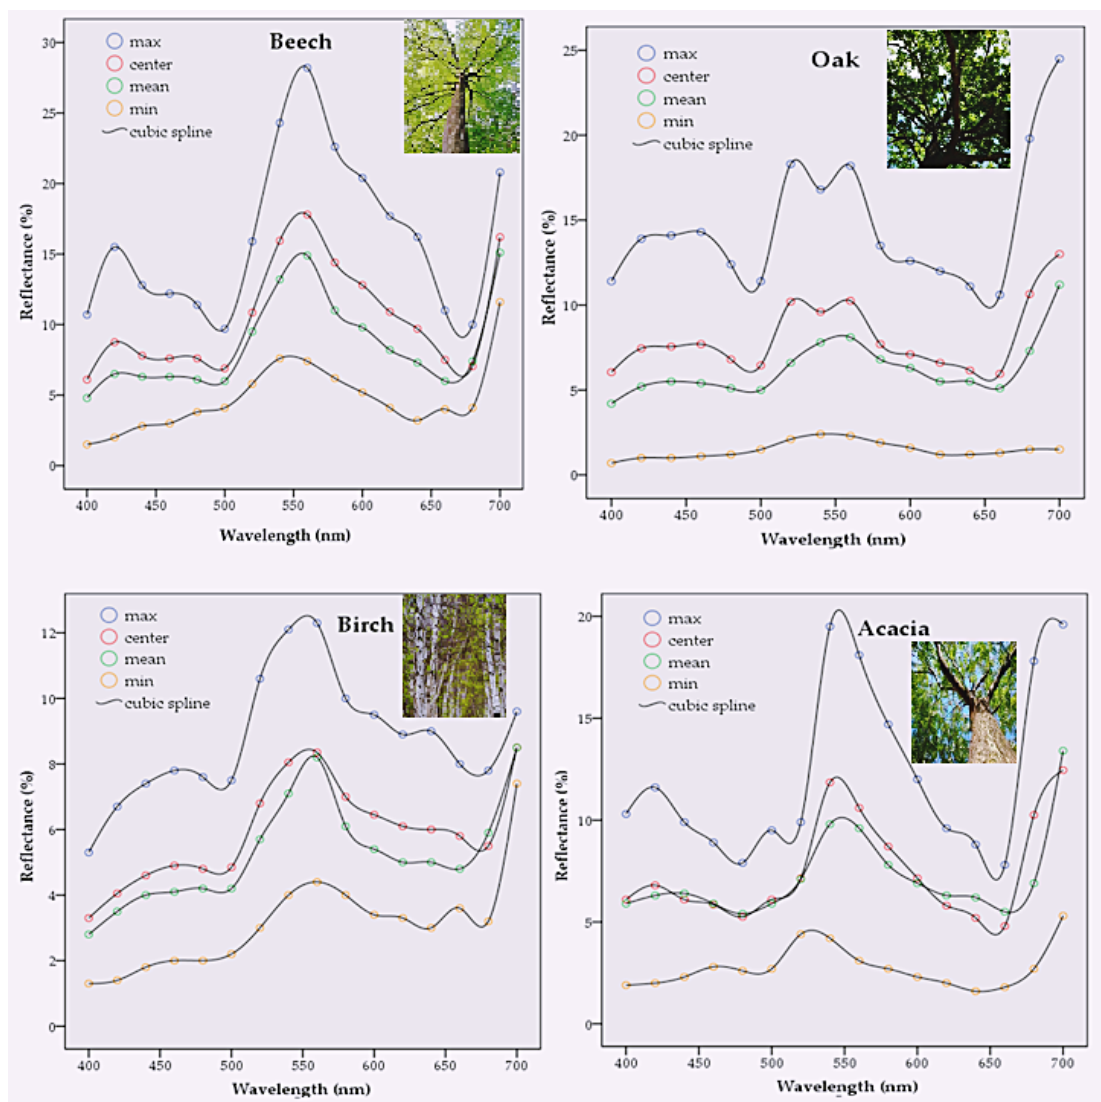 Beech
max
center
mean
min
cubic spline
30
25
20
15
10
5
0
Reflectance (%)
400 450 500 550 600 650 700
Wavelength (nm)
Oak
max
center
mean
min
cubic spline
25
20
15
10
5
0
Reflectance (%)
400 450 500 550 600 650 700
Wavelength (nm)
Birch
max
center
mean
min
cubic spline
12
10
8
6
4
2
0
Reflectance (%)
400 450 500 550 600 650 700
Wavelength (nm)
Acacia
max
center
mean
min
cubic spline
20
15
10
5
0
Reflectance (%)
400 450 500 550 600 650 700
Wavelength (nm)